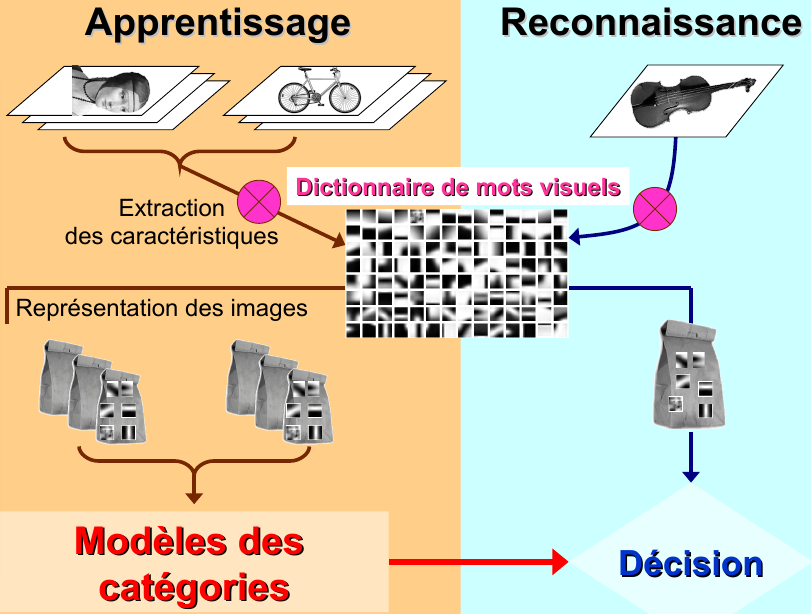 Apprentissage
Reconnaissance
Dictionnaire de mots visuels
Extraction
des caractéristiques
Représentation des images
Modèles des
catégories
Décision